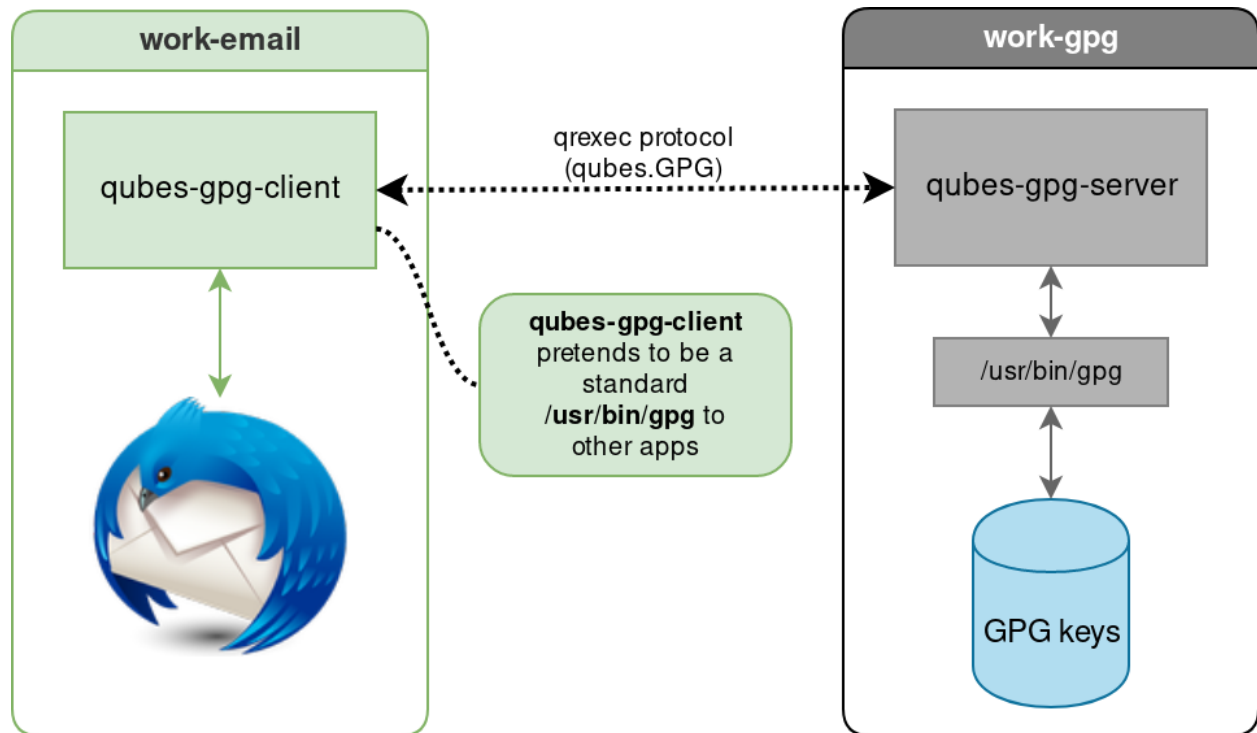 work-email
work-gpg
qubes-gpg-client
qrexec protocol
(qubes.GPG)
qubes-gpg-server
qubes-gpg-client
pretends to be a
standard
/usr/bin/gpg to
other apps
/usr/bin/gpg
GPG keys